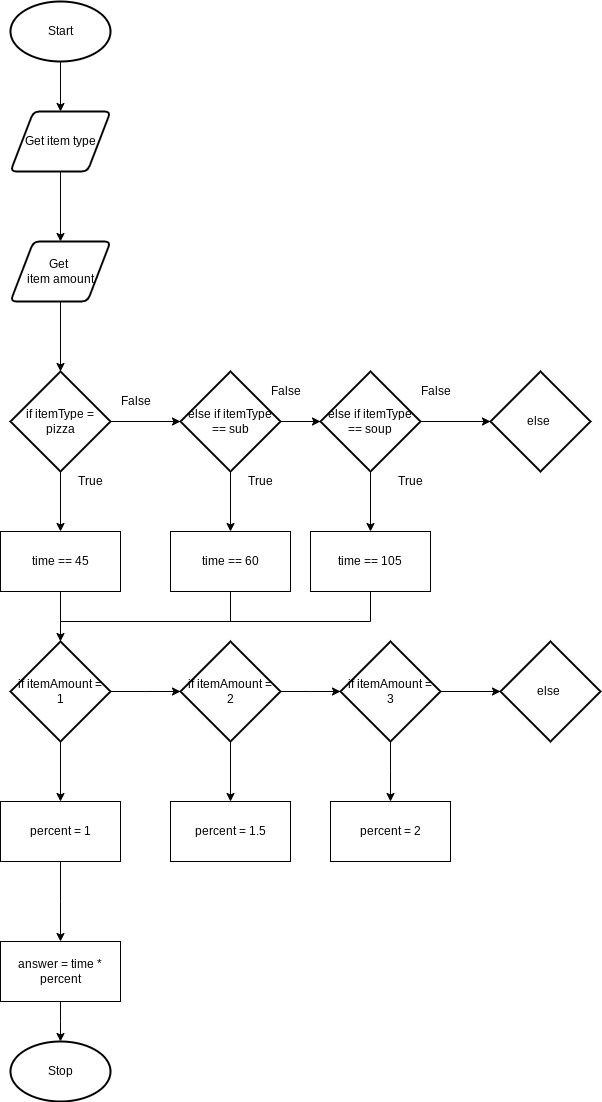 Start
Get item type
Get
item amount
if itemType =
pizza
False
else if itemType
== sub
False
else if itemType
== soup
False
else
True
True
True
time == 45
time == 60
time == 105
if itemAmount =
1
if itemAmount =
2
if itemAmount =
3
else
percent = 1
percent = 1.5
percent = 2
answer = time *
percent
Stop